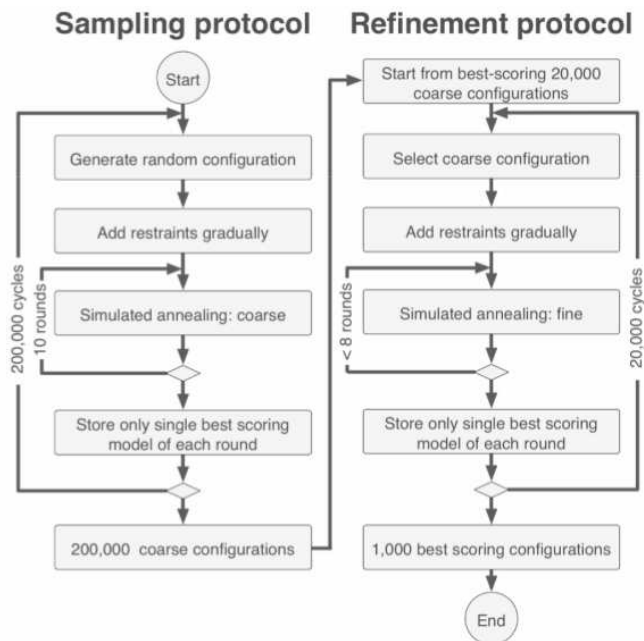 Sampling protocol
Start
Generate random configuration
Add restraints gradually
200,000 cycles
10 rounds
Simulated annealing: coarse
Store only single best scoring
model of each round
200,000 coarse configurations
Refinement protocol
Start from best-scoring 20,000
coarse configurations
Select coarse configuration
Add restraints gradually
< 8 rounds
Simulated annealing: fine
20,000 cycles
Store only single best scoring
model of each round
1,000 best scoring configurations
End